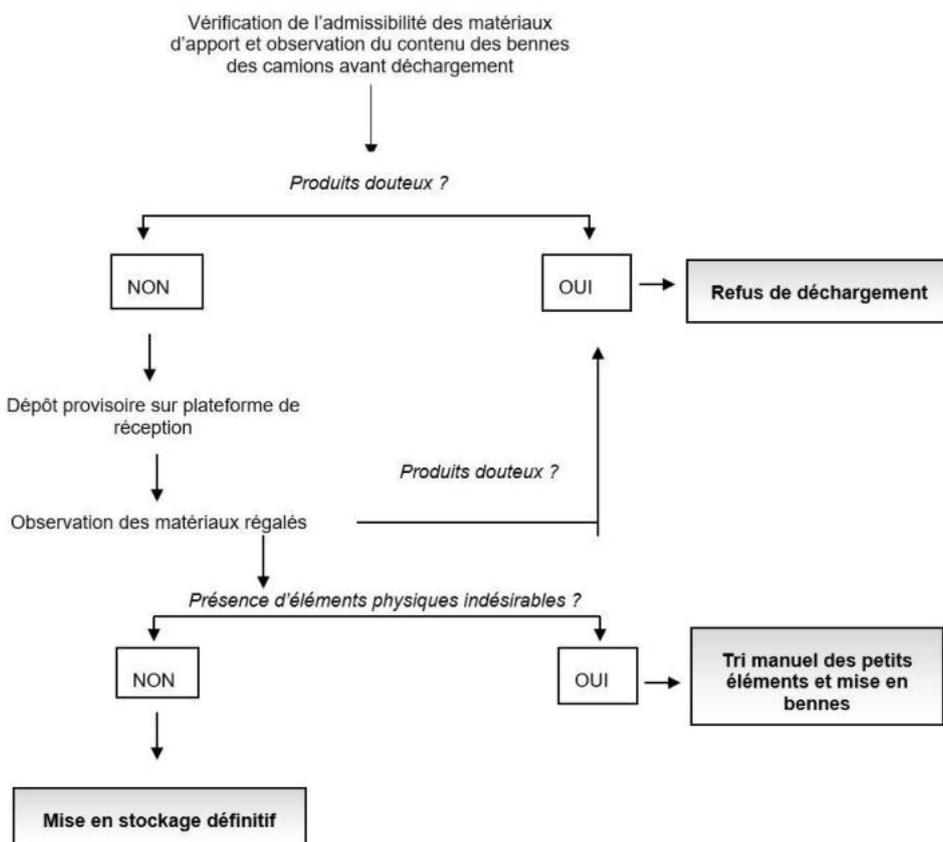 Vérification de l’admissibilité des matériaux
d’apport et observation du contenu des bennes
des camions avant déchargement
Produits douteux ?
NON
OUI
Refus de déchargement
Dépôt provisoire sur plateforme de
réception
Produits douteux ?
Observation des matériaux régalés
Présence d’éléments physiques indésirables ?
NON
OUI
Tri manuel des petits
éléments et mise en
bennes
Mise en stockage définitif